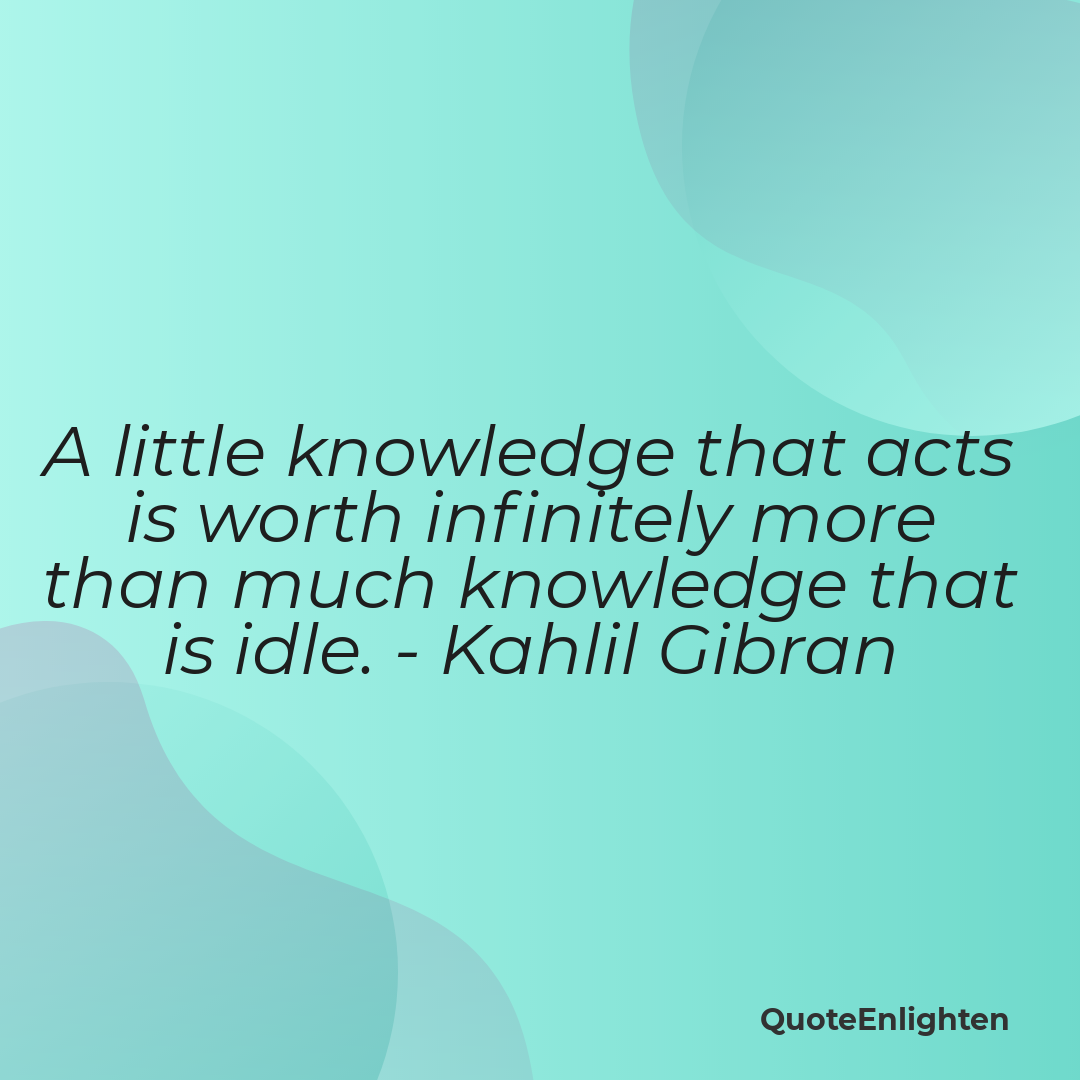 A little knowledge that acts
is worth infinitely more
than much knowledge that
is idle. - Kahlil Gibran
QuoteEnlighten